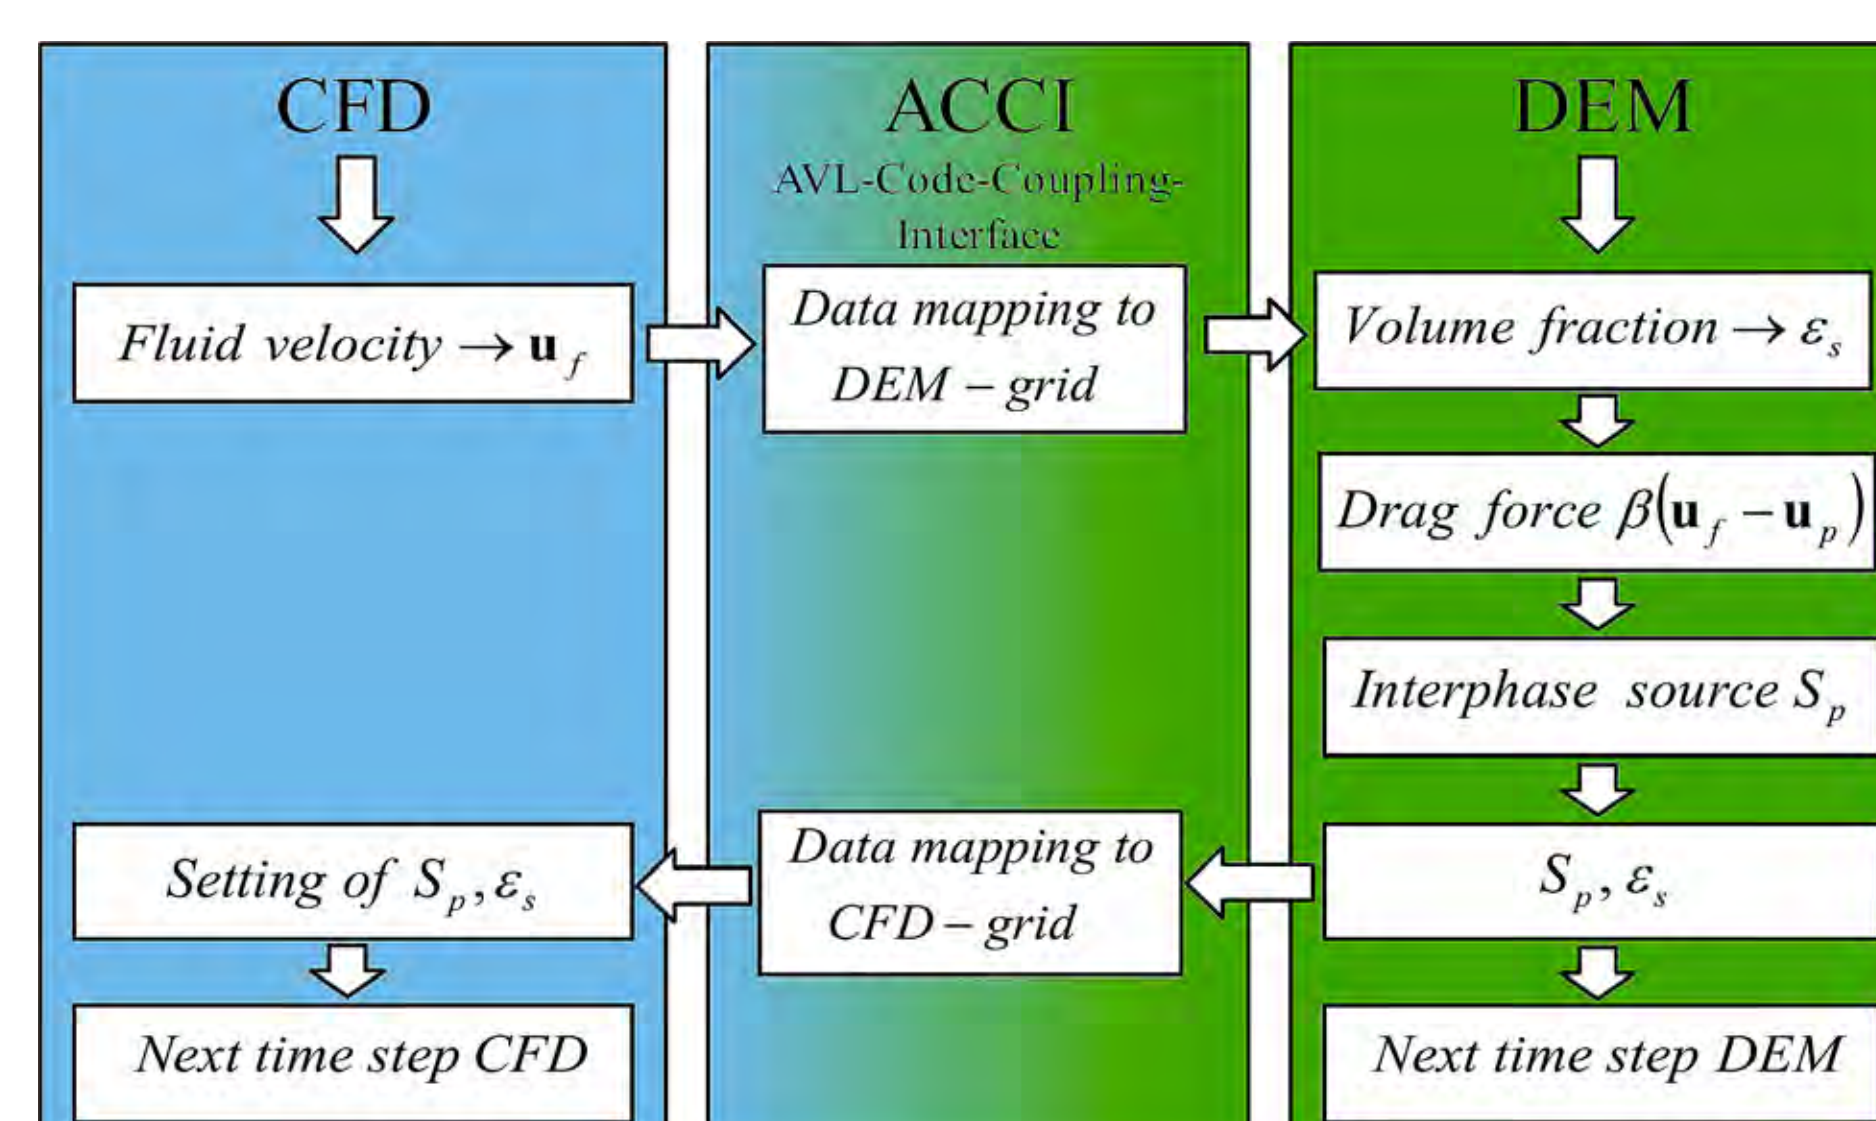 CFD
Fluid velocity → u_f
Setting of S_p, ε_s
Next time step CFD
ACCI
AVL-Code-Coupling-
Interface
Data mapping to
DEM – grid
Data mapping to
CFD – grid
DEM
Volume fraction → ε_s
Drag force β(u_f − u_p)
Interphase source S_p
S_p, ε_s
Next time step DEM